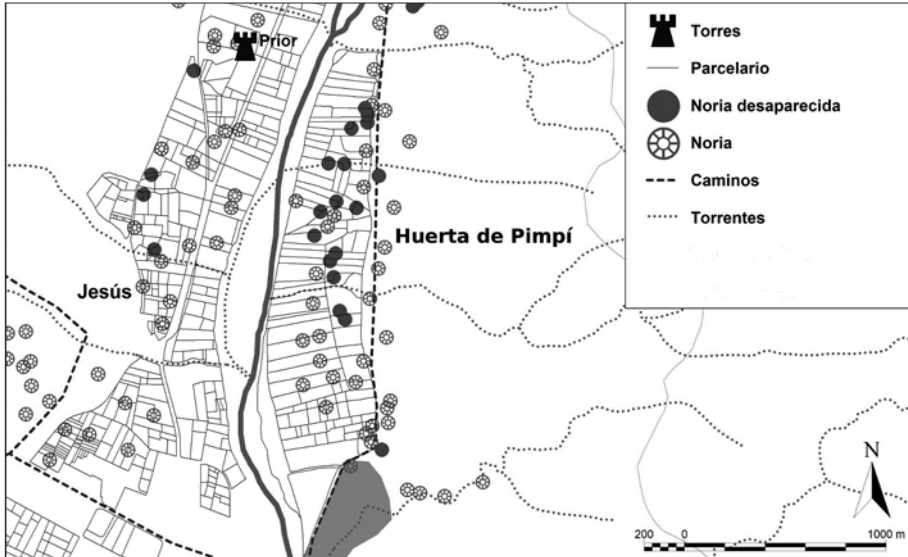 Prior
Huerta de Pimpí
Jesús
Torres
Parcelario
Noria desaparecida
Noria
Caminos
Torrentes
N
200 0 1000 m